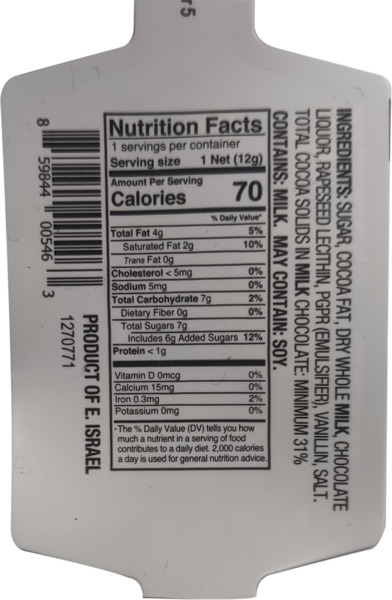 r 5
INGREDIENTS: SUGAR, COCOA FAT, DRY WHOLE MILK, CHOCOLATE
LIQUOR, RAPESEED LECITHIN, PGPR (EMULSIFIER), VANILLIN, SALT.
TOTAL COCOA SOLIDS IN MILK CHOCOLATE: MINIMUM 31%
CONTAINS: MILK. MAY CONTAIN: SOY.
Nutrition Facts
1 servings per container
Serving size 1 Net (12g)
Amount Per Serving
Calories 70
% Daily Value*
Total Fat 4g 5%
Saturated Fat 2g 10%
Trans Fat 0g
Cholesterol < 5mg 0%
Sodium 5mg 0%
Total Carbohydrate 7g 2%
Dietary Fiber 0g 0%
Total Sugars 7g
Includes 6g Added Sugars 12%
Protein < 1g
Vitamin D 0mcg 0%
Calcium 15mg 0%
Iron 0.3mg 2%
Potassium 0mg 0%
*The % Daily Value (DV) tells you how
much a nutrient in a serving of food
contributes to a daily diet. 2,000 calories
a day is used for general nutrition advice.
PRODUCT OF E. ISRAEL
1270771
8 59844 00546 3